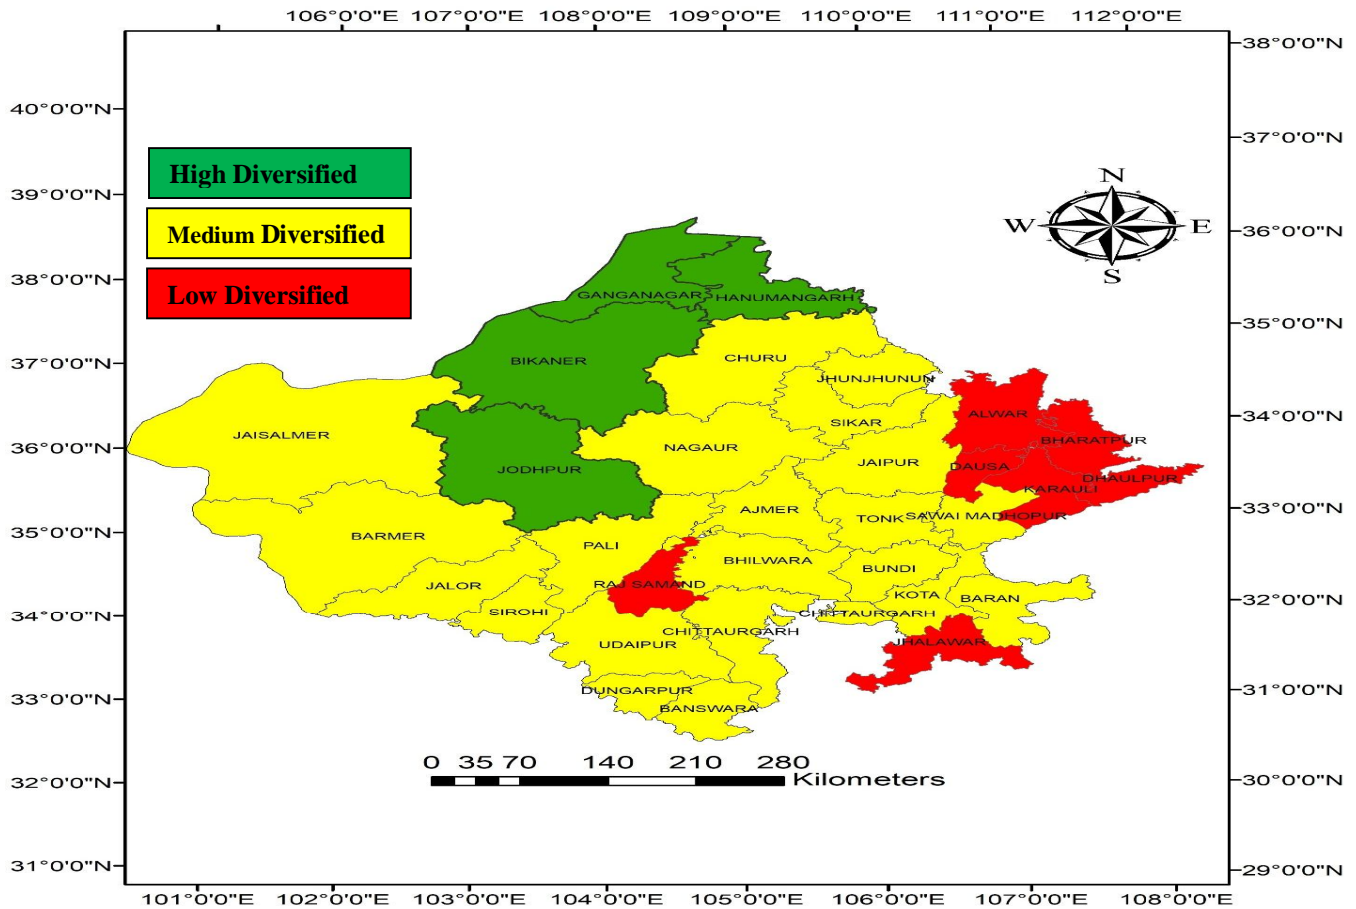 106°0'0"E 107°0'0"E 108°0'0"E 109°0'0"E 110°0'0"E 111°0'0"E 112°0'0"E
38°0'0"N
40°0'0"N
37°0'0"N
High Diversified
39°0'0"N
N
Medium Diversified
W E
36°0'0"N
S
38°0'0"N
Low Diversified
GANGANAGAR HANUMANGARH
35°0'0"N
37°0'0"N
BIKANER CHURU
JHUNJHUNUN
34°0'0"N
ALWAR
SIKAR
JAISALMER
36°0'0"N
NAGAUR
BHARATPUR
JODHPUR JAIPUR DAUSA
DHAULPUR
KARAULI
33°0'0"N
AJMER
TONK SAWAI MADHOPUR
35°0'0"N
BARMER PALI
BHILWARA
BUNDI
JALOR RAJ SAMAND
KOTA BARAN
32°0'0"N
34°0'0"N
SIROHI CHITTAURGARH
CHITTAURGARH
UDAIPUR JHALAWAR
DUNGARPUR
31°0'0"N
33°0'0"N
BANSWARA
0 35 70 140 210 280
Kilometers
32°0'0"N
30°0'0"N
31°0'0"N
29°0'0"N
101°0'0"E 102°0'0"E 103°0'0"E 104°0'0"E 105°0'0"E 106°0'0"E 107°0'0"E 108°0'0"E